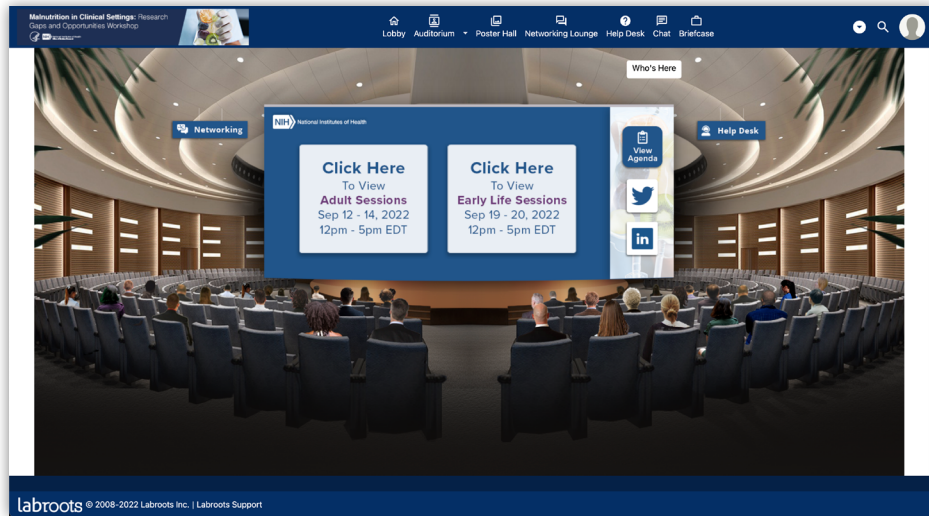 Malnutrition in Clinical Settings: Research
Gaps and Opportunities Workshop
Lobby
Auditorium
Poster Hall
Networking Lounge
Help Desk
Chat
Briefcase
Who's Here
Networking
Help Desk
NIH National Institutes of Health
Click Here
To View
Adult Sessions
Sep 12 - 14, 2022
12pm - 5pm EDT
Click Here
To View
Early Life Sessions
Sep 19 - 20, 2022
12pm - 5pm EDT
View
Agenda
in
labroots © 2008-2022 Labroots Inc. | Labroots Support